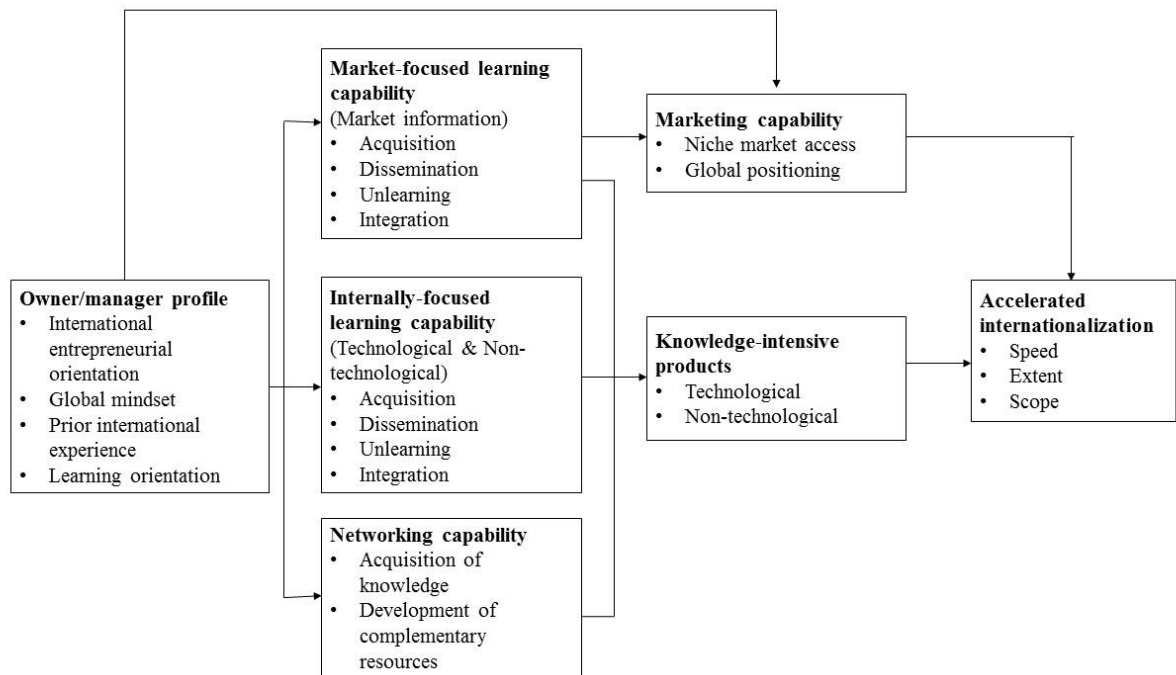 Market-focused learning
capability
(Market information)
• Acquisition
• Dissemination
• Unlearning
• Integration
Marketing capability
• Niche market access
• Global positioning
Owner/manager profile
• International
entrepreneurial
orientation
• Global mindset
• Prior international
experience
• Learning orientation
Internally-focused
learning capability
(Technological & Non-
technological)
• Acquisition
• Dissemination
• Unlearning
• Integration
Knowledge-intensive
products
• Technological
• Non-technological
Accelerated
internationalization
• Speed
• Extent
• Scope
Networking capability
• Acquisition of
knowledge
• Development of
complementary
resources